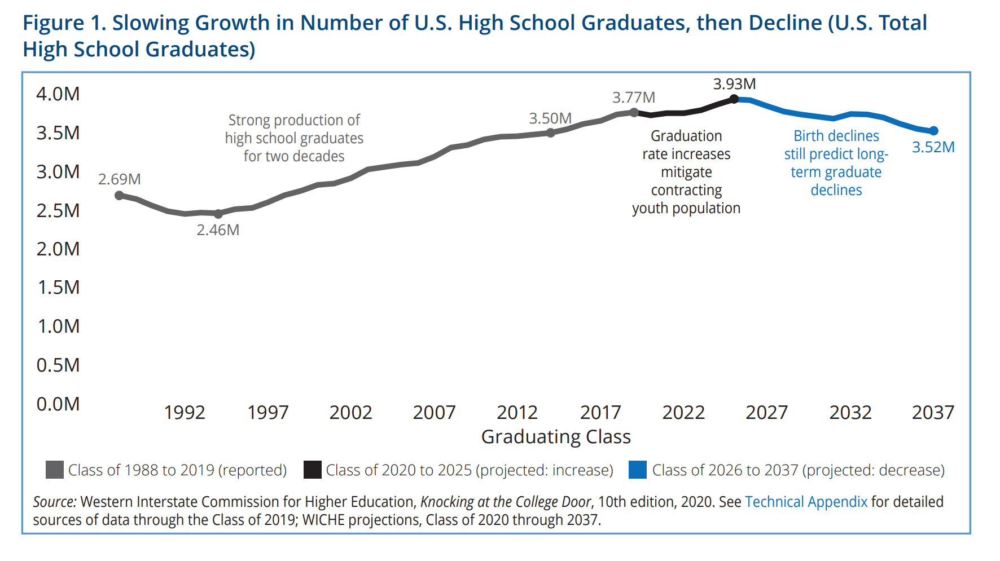 Figure 1. Slowing Growth in Number of U.S. High School Graduates, then Decline (U.S. Total
High School Graduates)
4.0M
3.5M
3.0M
2.5M
2.0M
1.5M
1.0M
0.5M
0.0M
2.69M
2.46M
Strong production of
high school graduates
for two decades
3.50M
3.77M
3.93M
Graduation
rate increases
mitigate
contracting
youth population
Birth declines
still predict long-
term graduate
declines
3.52M
1992 1997 2002 2007 2012 2017 2022 2027 2032 2037
Graduating Class
Class of 1988 to 2019 (reported) Class of 2020 to 2025 (projected: increase) Class of 2026 to 2037 (projected: decrease)
Source: Western Interstate Commission for Higher Education, Knocking at the College Door, 10th edition, 2020. See Technical Appendix for detailed
sources of data through the Class of 2019; WICHE projections, Class of 2020 through 2037.